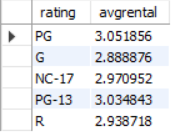 rating avgrental
PG 3.051856
G 2.888876
NC-17 2.970952
PG-13 3.034843
R 2.938718